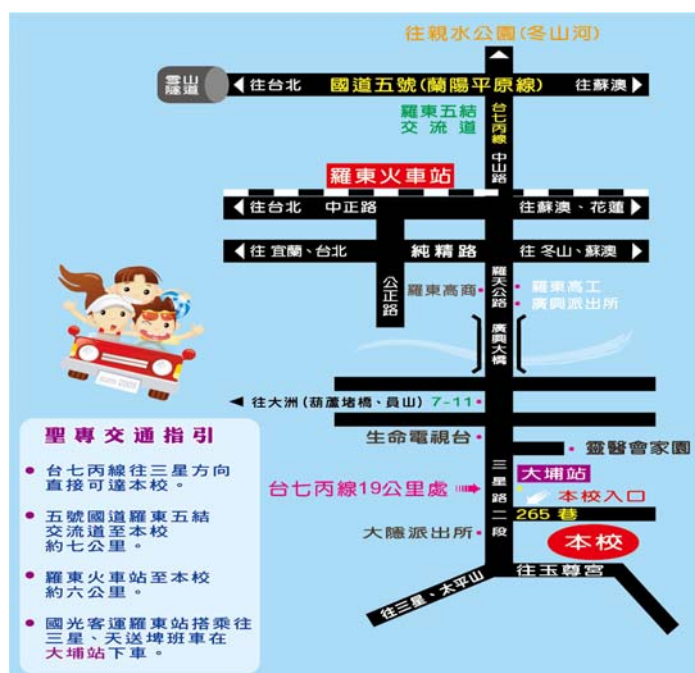 往親水公園(冬山河)
雪山
隧道
往台北
國道五號(蘭陽平原線)
往蘇澳
羅東五結
交流道
台七丙線
中山路
羅東火車站
往台北
中正路
往蘇澳、花蓮
往 宜蘭、台北
純精路
往 冬山、蘇澳
公正路
羅東高商
羅天公路
羅東高工
廣興派出所
廣興大橋
往大洲(葫蘆堵橋、員山)
7-11
生命電視台
靈醫會家園
三星路二段
大埔站
台七丙線19公里處
本校入口
265 巷
大隱派出所
本校
往玉尊宮
往三星、太平山
聖專交通指引
台七丙線往三星方向
直接可達本校。
五號國道羅東五結
交流道至本校
約七公里。
羅東火車站至本校
約六公里。
國光客運羅東站搭乘往
三星、天送埤班車在
大埔站下車。